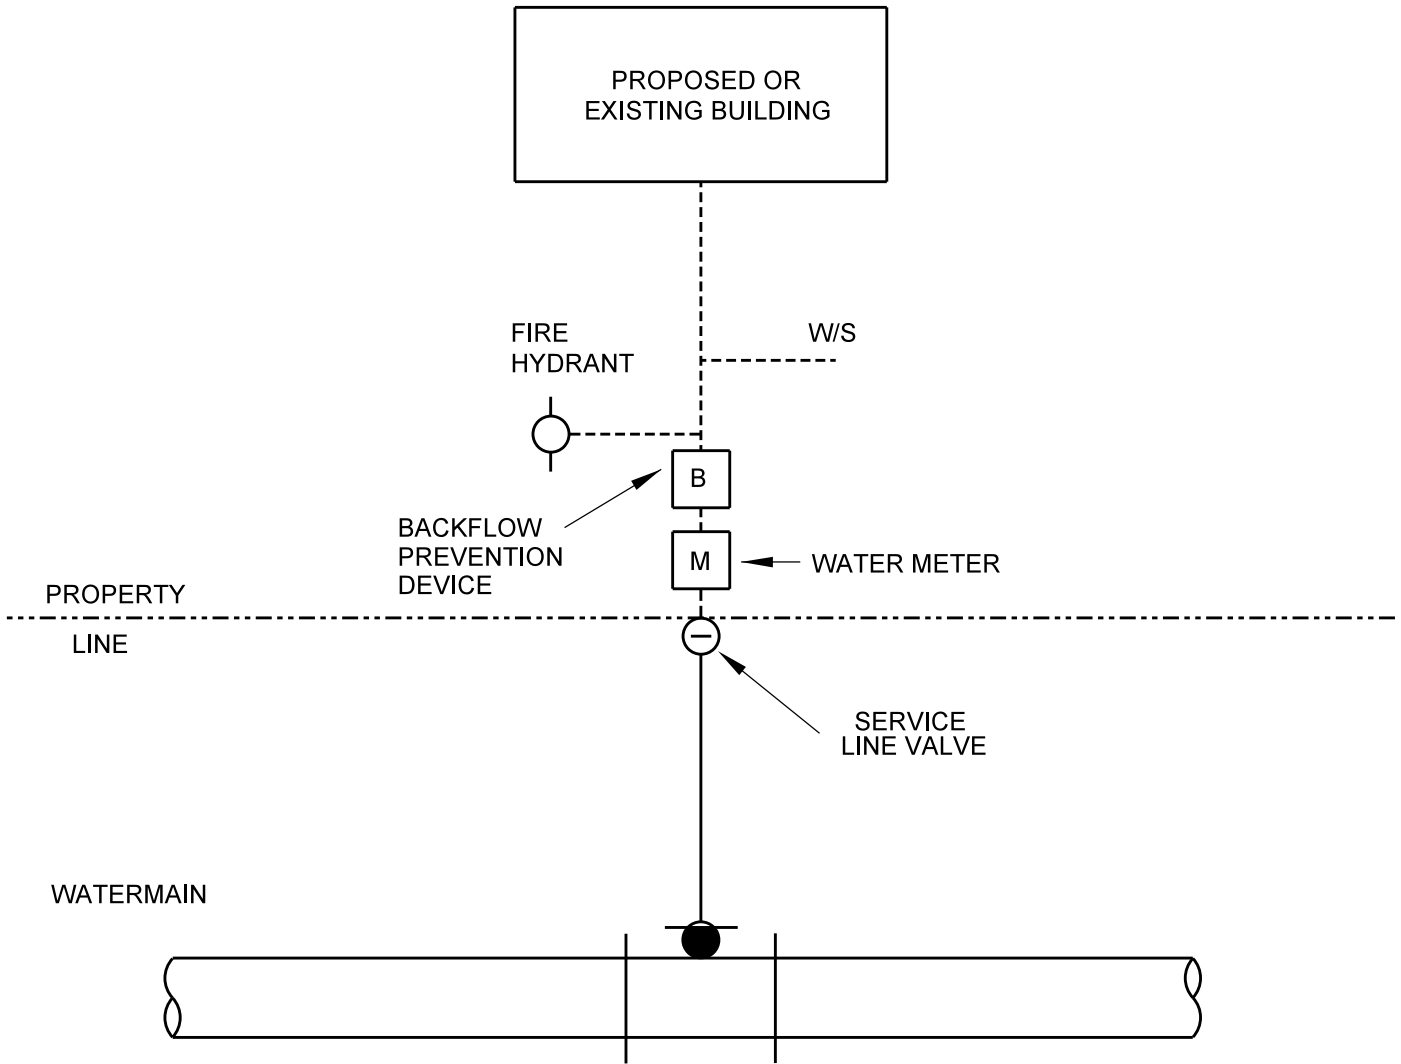 PROPOSED OR
EXISTING BUILDING
FIRE
HYDRANT
W/S
B
BACKFLOW
PREVENTION
DEVICE
M
WATER METER
PROPERTY
LINE
SERVICE
LINE VALVE
WATERMAIN